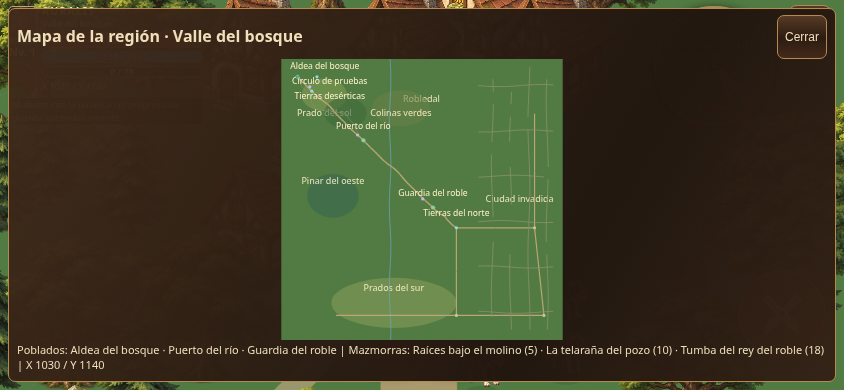 Mapa de la región · Valle del bosque
Cerrar
Aldea del bosque
Círculo de pruebas
Tierras desérticas
Robledal
Prado del sol
Colinas verdes
Puerto del río
Pinar del oeste
Guardia del roble
Ciudad invadida
Tierras del norte
Prados del sur
Poblados: Aldea del bosque · Puerto del río · Guardia del roble | Mazmorras: Raíces bajo el molino (5) · La telaraña del pozo (10) · Tumba del rey del roble (18)
| X 1030 / Y 1140